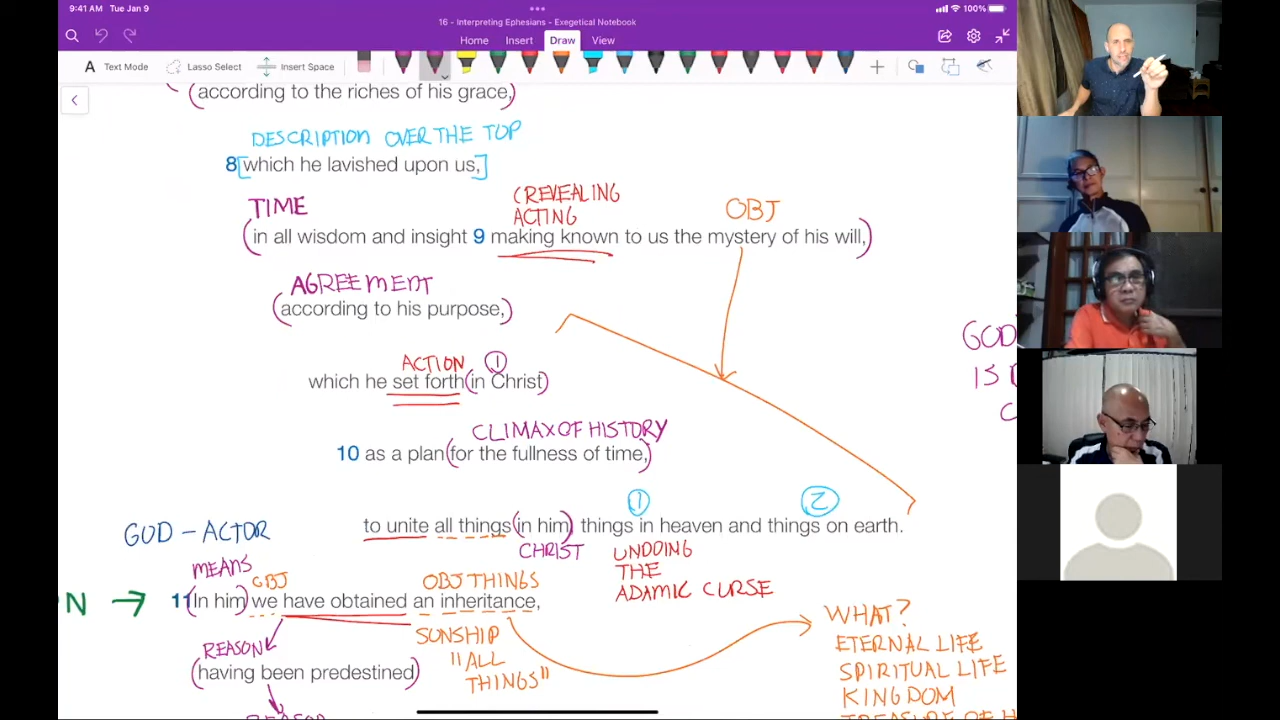 9:41 AM Tue Jan 9
100%
16 - Interpreting Ephesians - Exegetical Notebook
Home Insert Draw View
A Text Mode Lasso Select Insert Space
(according to the riches of his grace,)
DESCRIPTION OVER THE TOP
8[which he lavished upon us,]
TIME
(REVEALING
ACTING
OBJ
(in all wisdom and insight 9 making known to us the mystery of his will,)
AGREEMENT
(according to his purpose,)
GOD
IS
ACTION 1
which he set forth (in Christ)
CLIMAX OF HISTORY
10 as a plan (for the fullness of time,)
1 2
to unite all things (in him) things in heaven and things on earth.
GOD - ACTOR
CHRIST
UNDOING
THE
ADAMIC CURSE
MEANS
OBJ
OBJ THINGS
N → 11(In him) we have obtained an inheritance,
WHAT?
ETERNAL LIFE
SPIRITUAL LIFE
KINGDOM
SUNSHIP
"ALL
THINGS"
REASON
(having been predestined)